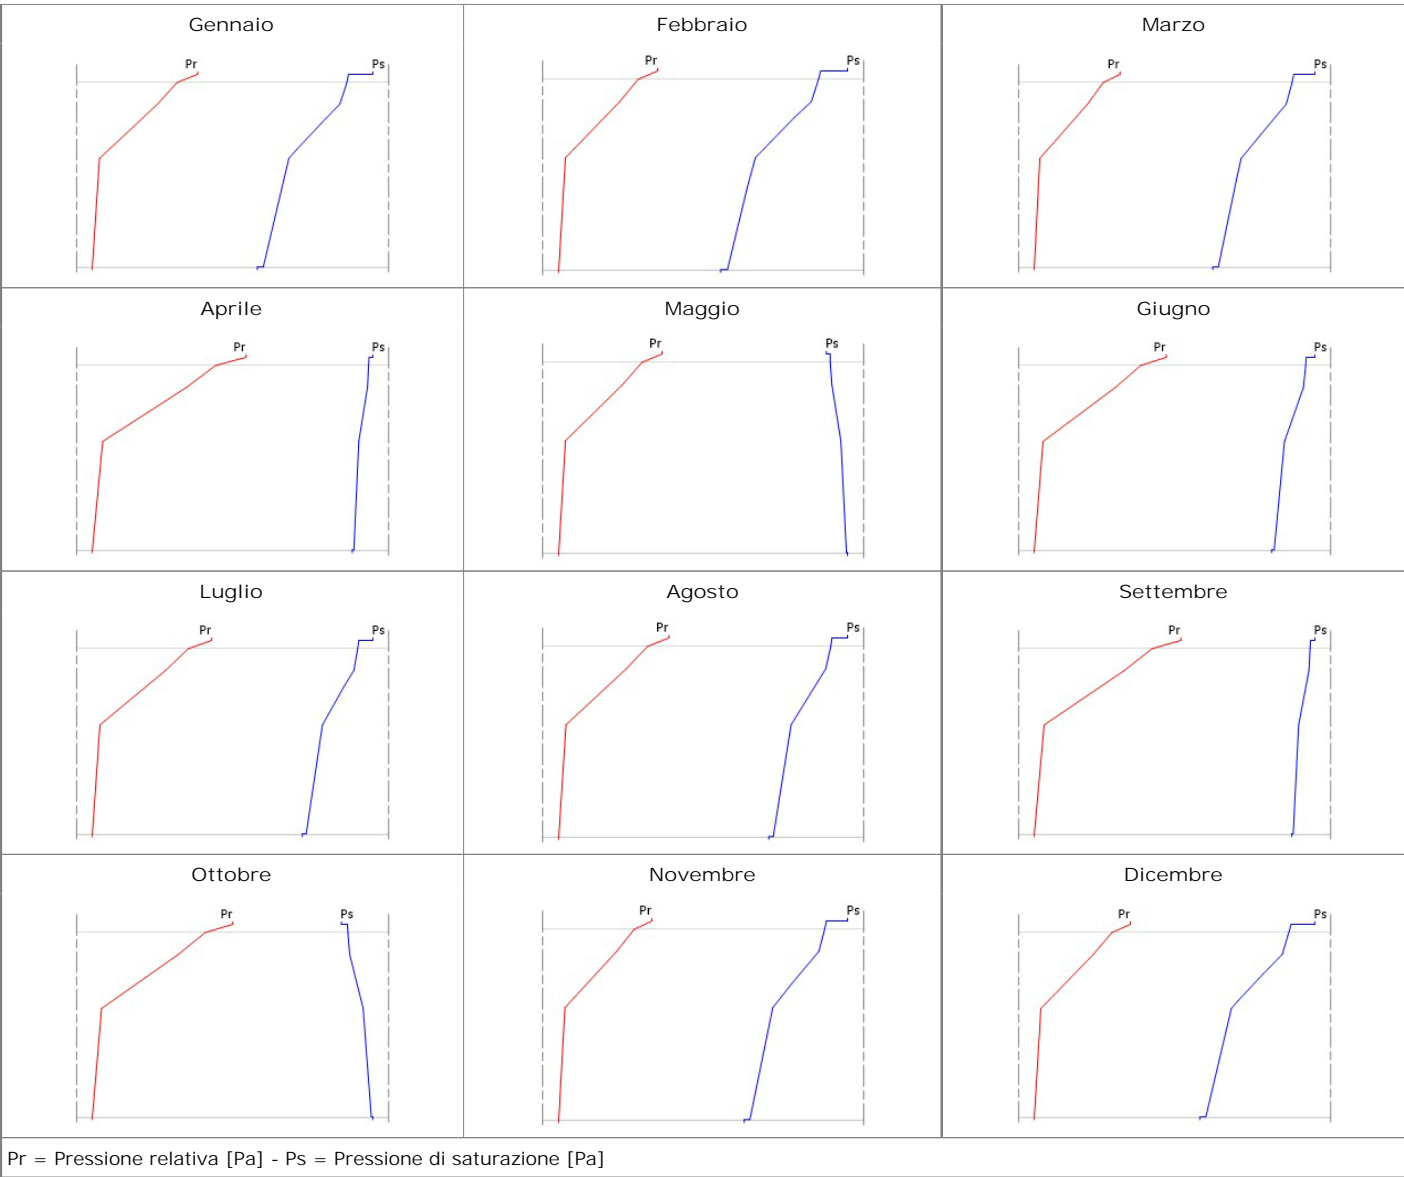 Gennaio
Febbraio
Marzo
Pr
Ps
Pr
Ps
Pr
Ps
Aprile
Maggio
Giugno
Pr
Ps
Pr
Ps
Pr
Ps
Luglio
Agosto
Settembre
Pr
Ps
Pr
Ps
Pr
Ps
Ottobre
Novembre
Dicembre
Pr
Ps
Pr
Ps
Pr
Ps
Pr = Pressione relativa [Pa] - Ps = Pressione di saturazione [Pa]